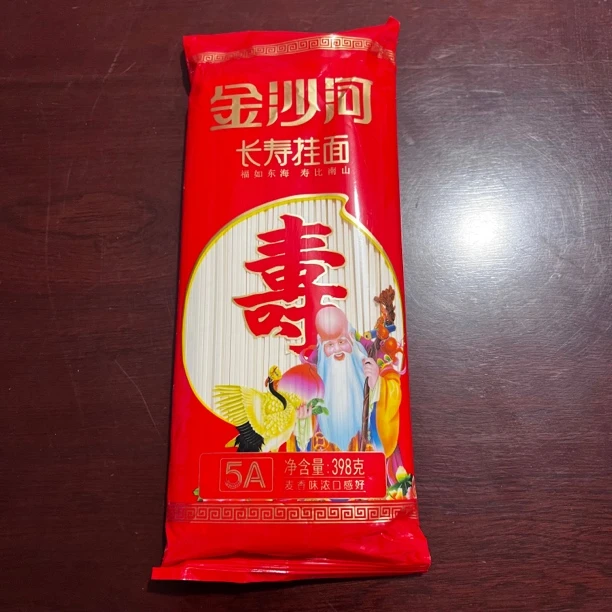 金沙河
长寿挂面
福如东海 寿比南山
寿
5A
净含量:398克
麦香味浓口感好